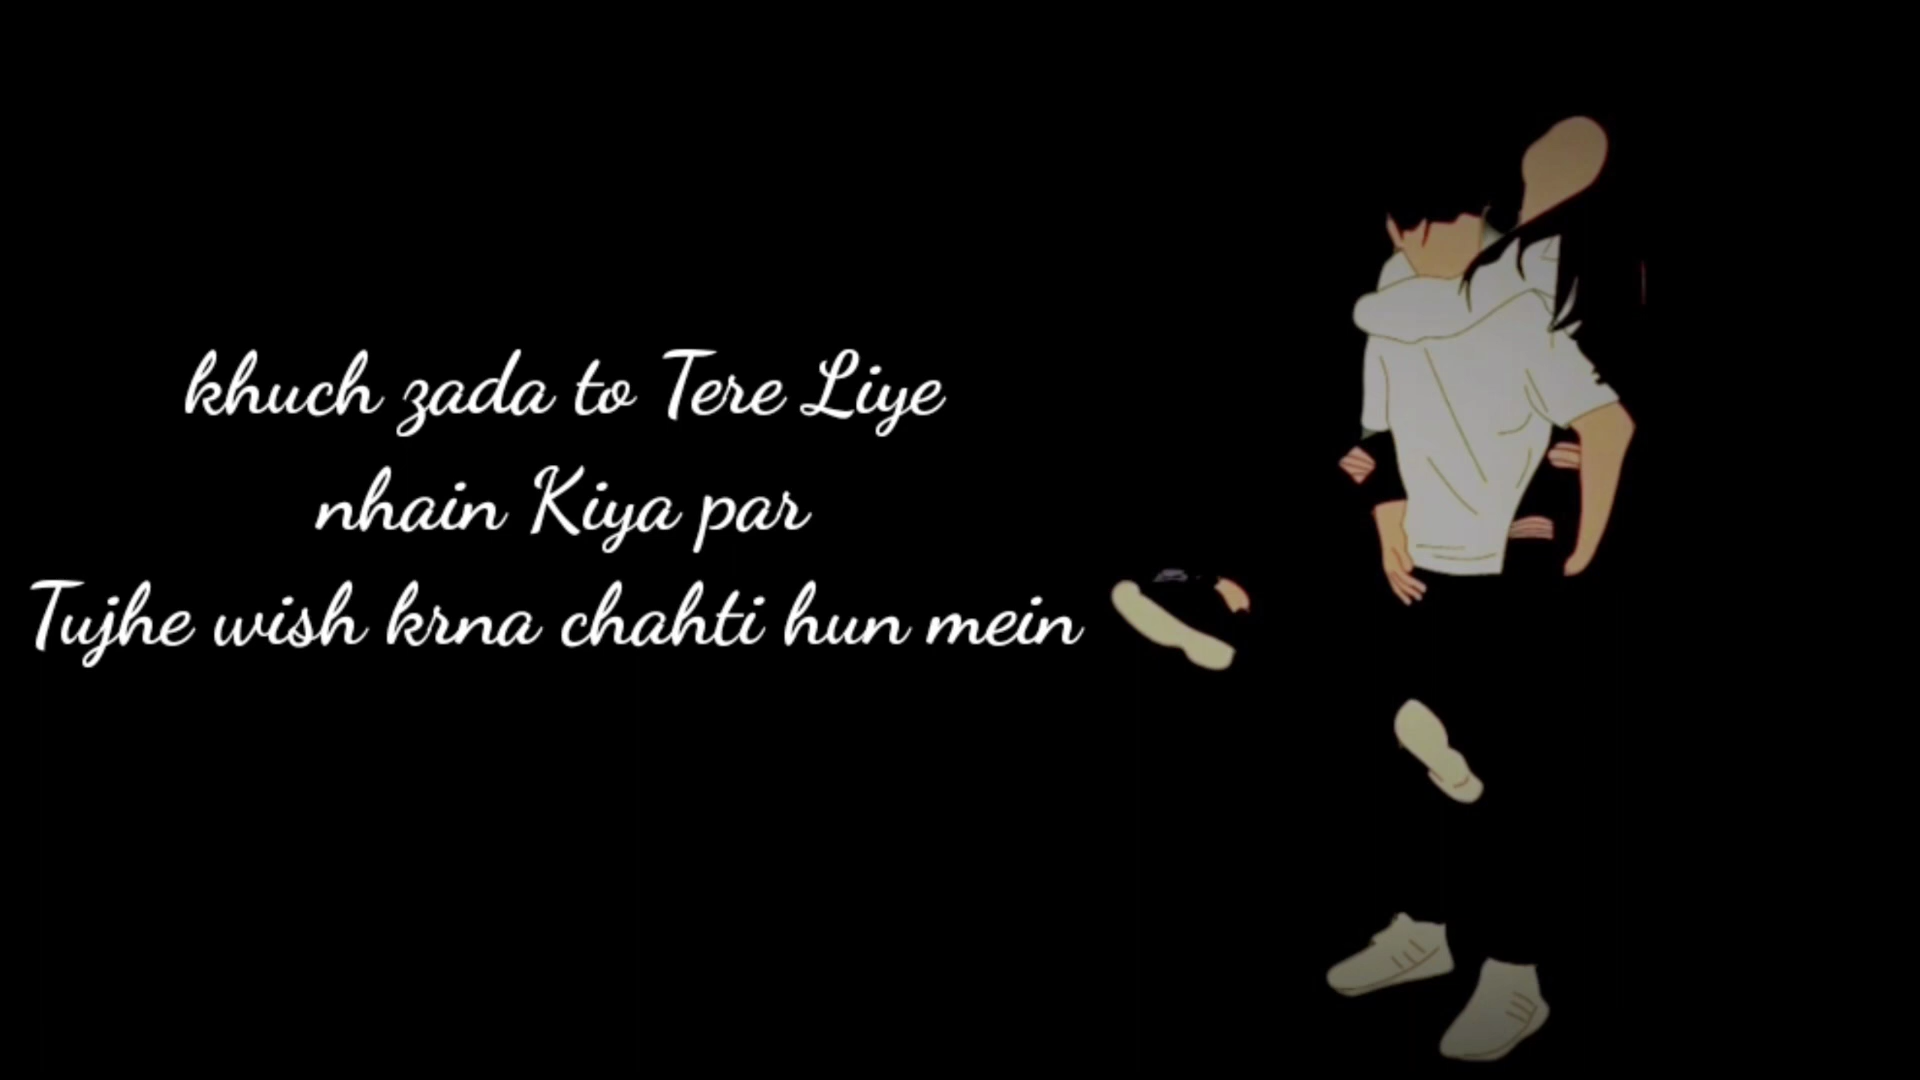 khuch zada to Tere Liye
nhain Kiya par
Tujhe wish krna chahti hun mein